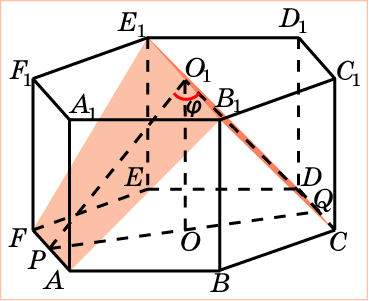 E₁ D₁
F₁ O₁ C₁
A₁ B₁
φ
E D
Q
F O C
P
A B